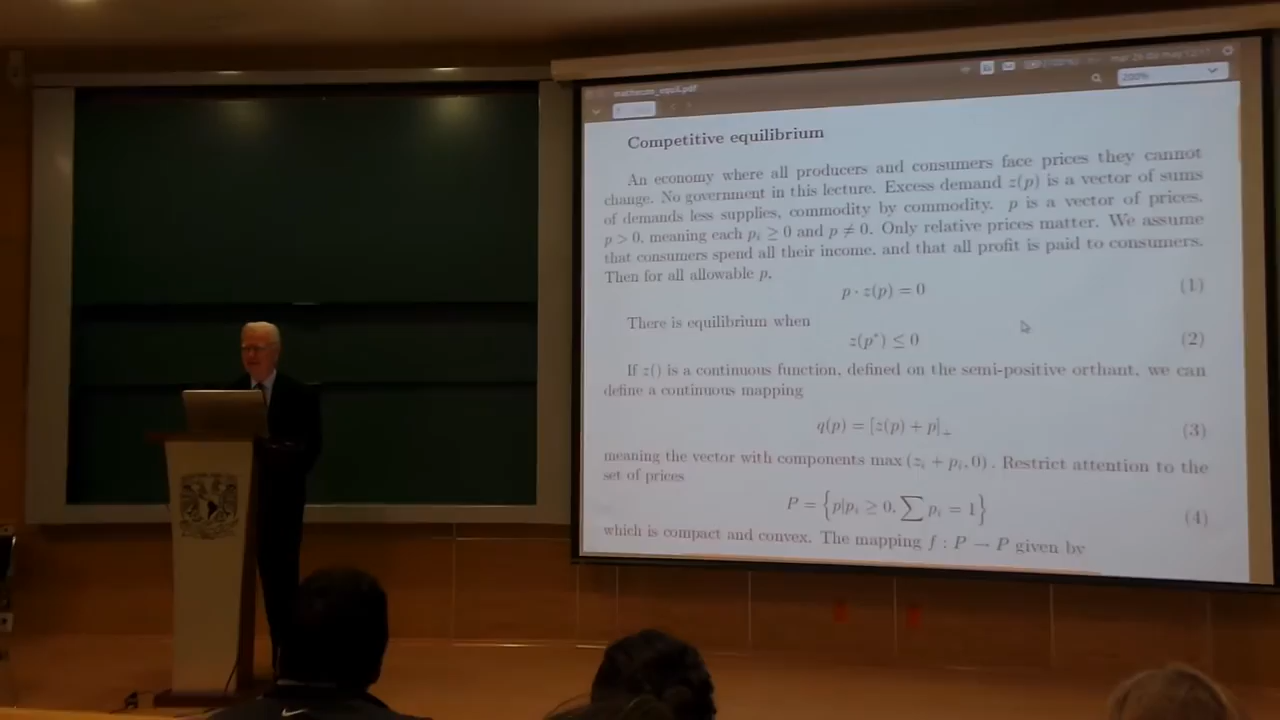 mathecon_equil.pdf
200%
Competitive equilibrium
An economy where all producers and consumers face prices they cannot
change. No government in this lecture. Excess demand z(p) is a vector of sums
of demands less supplies, commodity by commodity. p is a vector of prices.
p > 0, meaning each pᵢ ≥ 0 and p ≠ 0. Only relative prices matter. We assume
that consumers spend all their income, and that all profit is paid to consumers.
Then for all allowable p,
p · z(p) = 0 (1)
There is equilibrium when
z(p*) ≤ 0 (2)
If z() is a continuous function, defined on the semi-positive orthant, we can
define a continuous mapping
q(p) = [z(p) + p]₊ (3)
meaning the vector with components max (zᵢ + pᵢ, 0). Restrict attention to the
set of prices
P = {p|pᵢ ≥ 0, ∑ pᵢ = 1} (4)
which is compact and convex. The mapping f : P → P given by